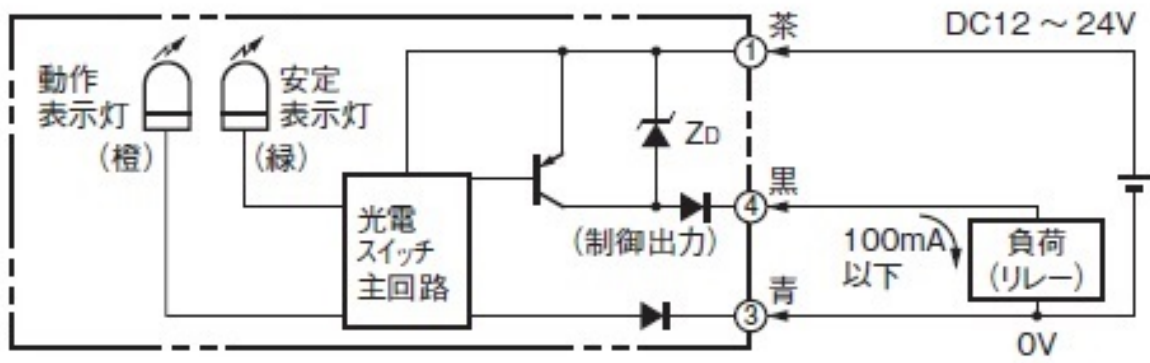 動作
表示灯
(橙)
安定
表示灯
(緑)
光電
スイッチ
主回路
ZD
(制御出力)
① 茶
DC12 ～ 24V
④ 黒
100mA
以下
負荷
(リレー)
③ 青
0V